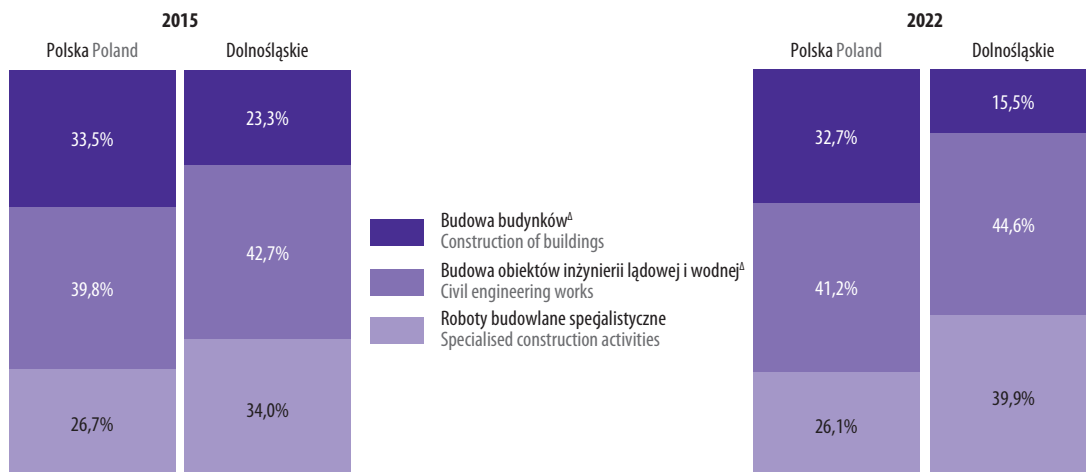 2015
Polska Poland
Dolnośląskie
33,5%
23,3%
39,8%
42,7%
26,7%
34,0%
Budowa budynków∆
Construction of buildings
Budowa obiektów inżynierii lądowej i wodnej∆
Civil engineering works
Roboty budowlane specjalistyczne
Specialised construction activities
2022
Polska Poland
Dolnośląskie
32,7%
15,5%
41,2%
44,6%
26,1%
39,9%